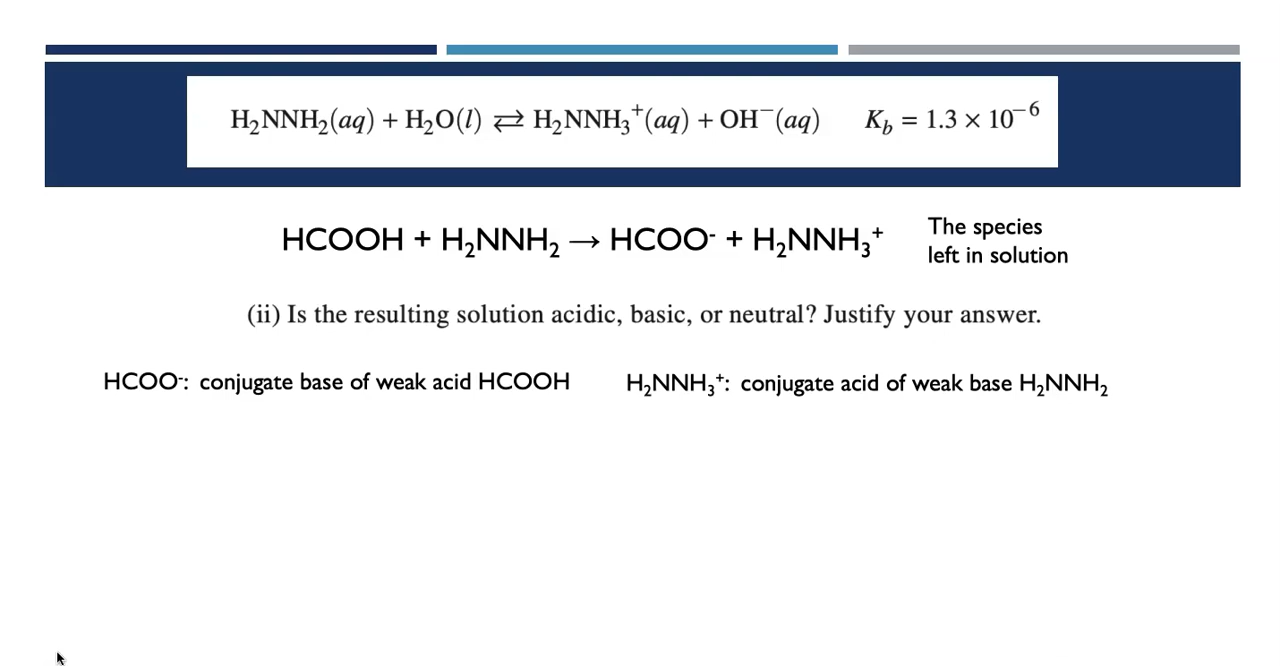 H₂NNH₂(aq) + H₂O(l) ⇄ H₂NNH₃⁺(aq) + OH⁻(aq) K_b = 1.3 × 10⁻⁶
HCOOH + H₂NNH₂ → HCOO⁻ + H₂NNH₃⁺
The species
left in solution
(ii) Is the resulting solution acidic, basic, or neutral? Justify your answer.
HCOO⁻: conjugate base of weak acid HCOOH
H₂NNH₃⁺: conjugate acid of weak base H₂NNH₂